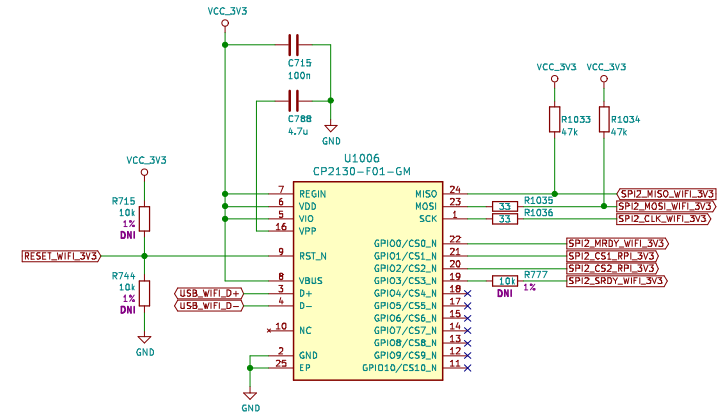 VCC_3V3
C715
100n
C788
4.7u
GND
VCC_3V3
VCC_3V3
R1033
47k
R1034
47k
VCC_3V3
R715
10k
1%
DNI
RESET_WIFI_3V3
R744
10k
1%
DNI
GND
U1006
CP2130-F01-GM
7 REGIN
6 VDD
5 VIO
16 VPP
9 RST_N
8 VBUS
USB_WIFI_D+ 3 D+
USB_WIFI_D- 4 D-
10 NC
2 GND
25 EP
GND
MISO 24 SPI2_MISO_WIFI_3V3
R1035
MOSI 23 33 SPI2_MOSI_WIFI_3V3
R1036
SCK 1 33 SPI2_CLK_WIFI_3V3
GPIO0/CS0_N 22 SPI2_MRDY_WIFI_3V3
GPIO1/CS1_N 21 SPI2_CS1_RPI_3V3
GPIO2/CS2_N 20 SPI2_CS2_RPI_3V3
R777
GPIO3/CS3_N 19 10k SPI2_SRDY_WIFI_3V3
DNI 1%
GPIO4/CS4_N 18
GPIO5/CS5_N 17
GPIO6/CS6_N 15
GPIO7/CS7_N 14
GPIO8/CS8_N 13
GPIO9/CS9_N 12
GPIO10/CS10_N 11